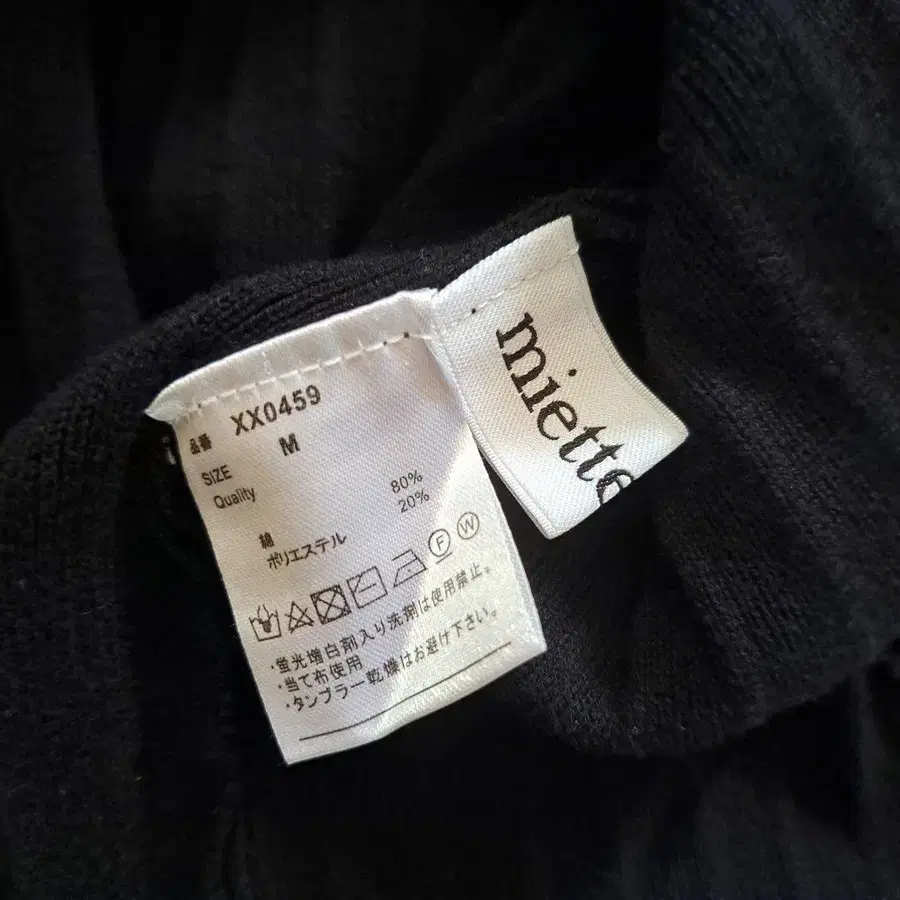 品番 XX0459
SIZE M
Quality
綿 80%
ポリエステル 20%
F W
・蛍光増白剤入り洗剤は使用禁止。
・当て布使用
・タンブラー乾燥はお避け下さい。
miette